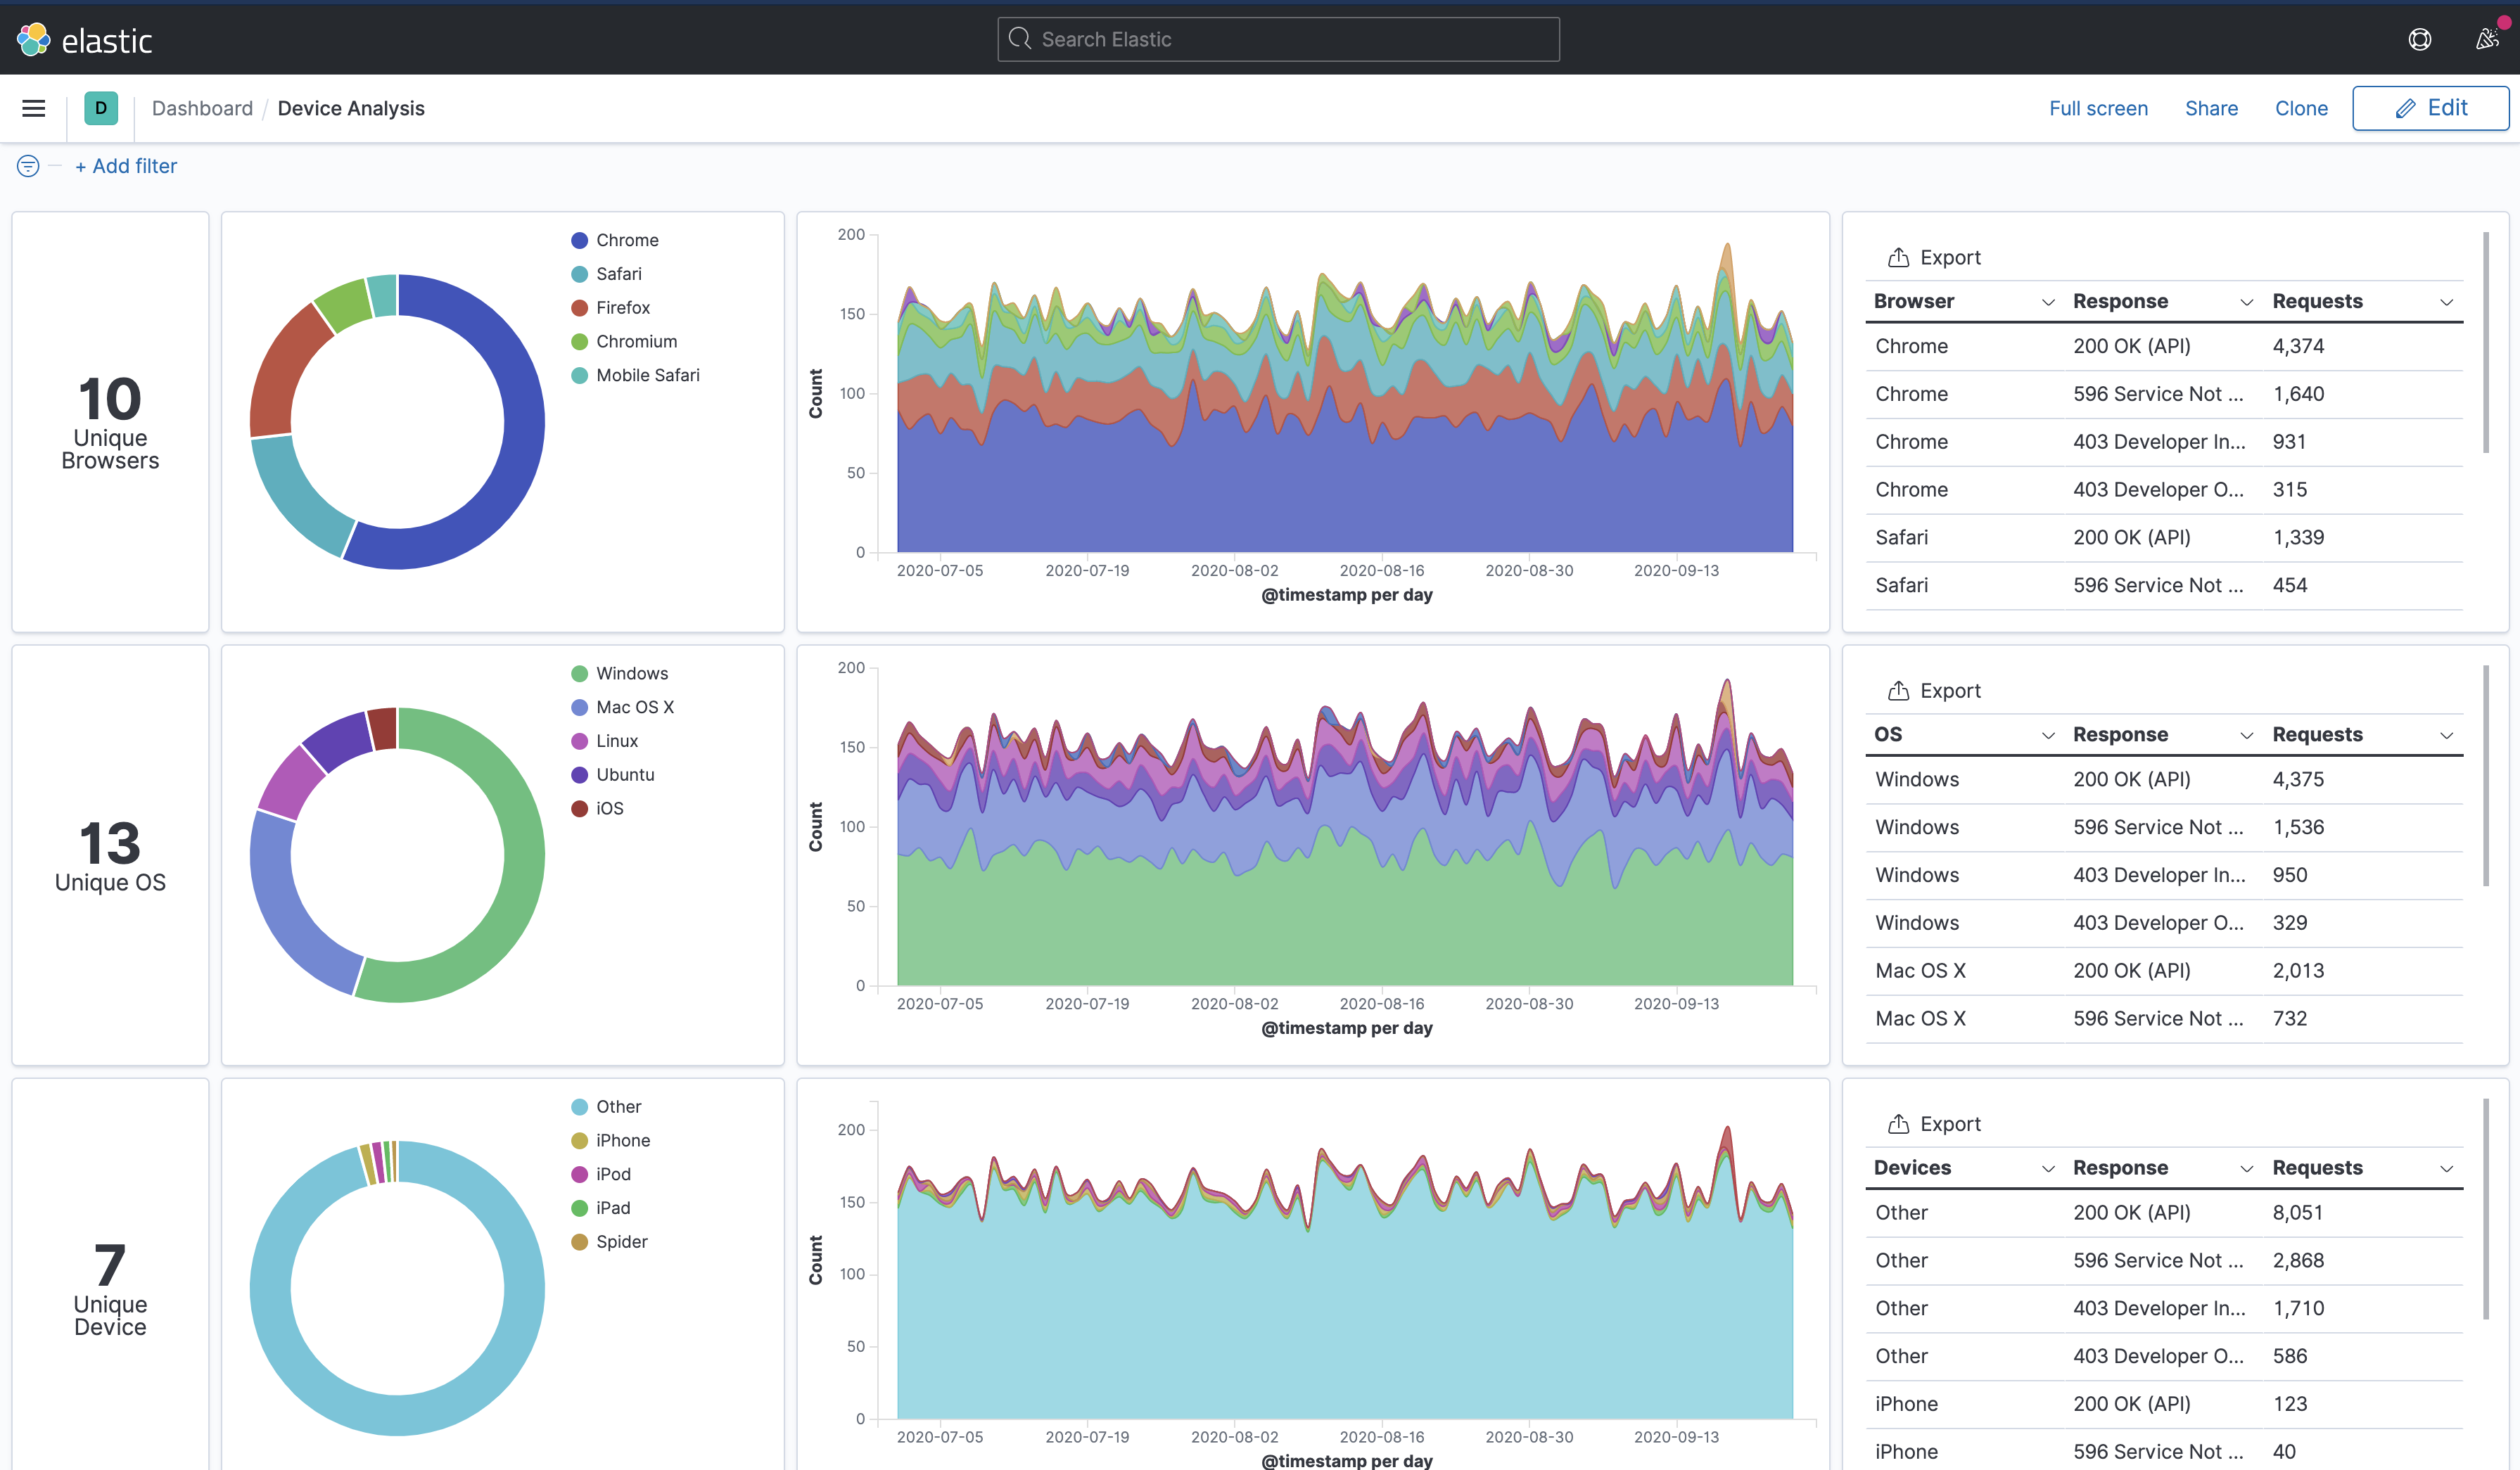 elastic
Search Elastic
D
Dashboard / Device Analysis
Full screen
Share
Clone
Edit
+ Add filter
10
Unique
Browsers
Chrome
Safari
Firefox
Chromium
Mobile Safari
200
150
100
50
0
Count
2020-07-05
2020-07-19
2020-08-02
2020-08-16
2020-08-30
2020-09-13
@timestamp per day
Export
Browser Response Requests
Chrome 200 OK (API) 4,374
Chrome 596 Service Not ... 1,640
Chrome 403 Developer In... 931
Chrome 403 Developer O... 315
Safari 200 OK (API) 1,339
Safari 596 Service Not ... 454
13
Unique OS
Windows
Mac OS X
Linux
Ubuntu
iOS
200
150
100
50
0
Count
2020-07-05
2020-07-19
2020-08-02
2020-08-16
2020-08-30
2020-09-13
@timestamp per day
Export
OS Response Requests
Windows 200 OK (API) 4,375
Windows 596 Service Not ... 1,536
Windows 403 Developer In... 950
Windows 403 Developer O... 329
Mac OS X 200 OK (API) 2,013
Mac OS X 596 Service Not ... 732
7
Unique
Device
Other
iPhone
iPod
iPad
Spider
200
150
100
50
0
Count
2020-07-05
2020-07-19
2020-08-02
2020-08-16
2020-08-30
2020-09-13
@timestamp per day
Export
Devices Response Requests
Other 200 OK (API) 8,051
Other 596 Service Not ... 2,868
Other 403 Developer In... 1,710
Other 403 Developer O... 586
iPhone 200 OK (API) 123
iPhone 596 Service Not ... 40